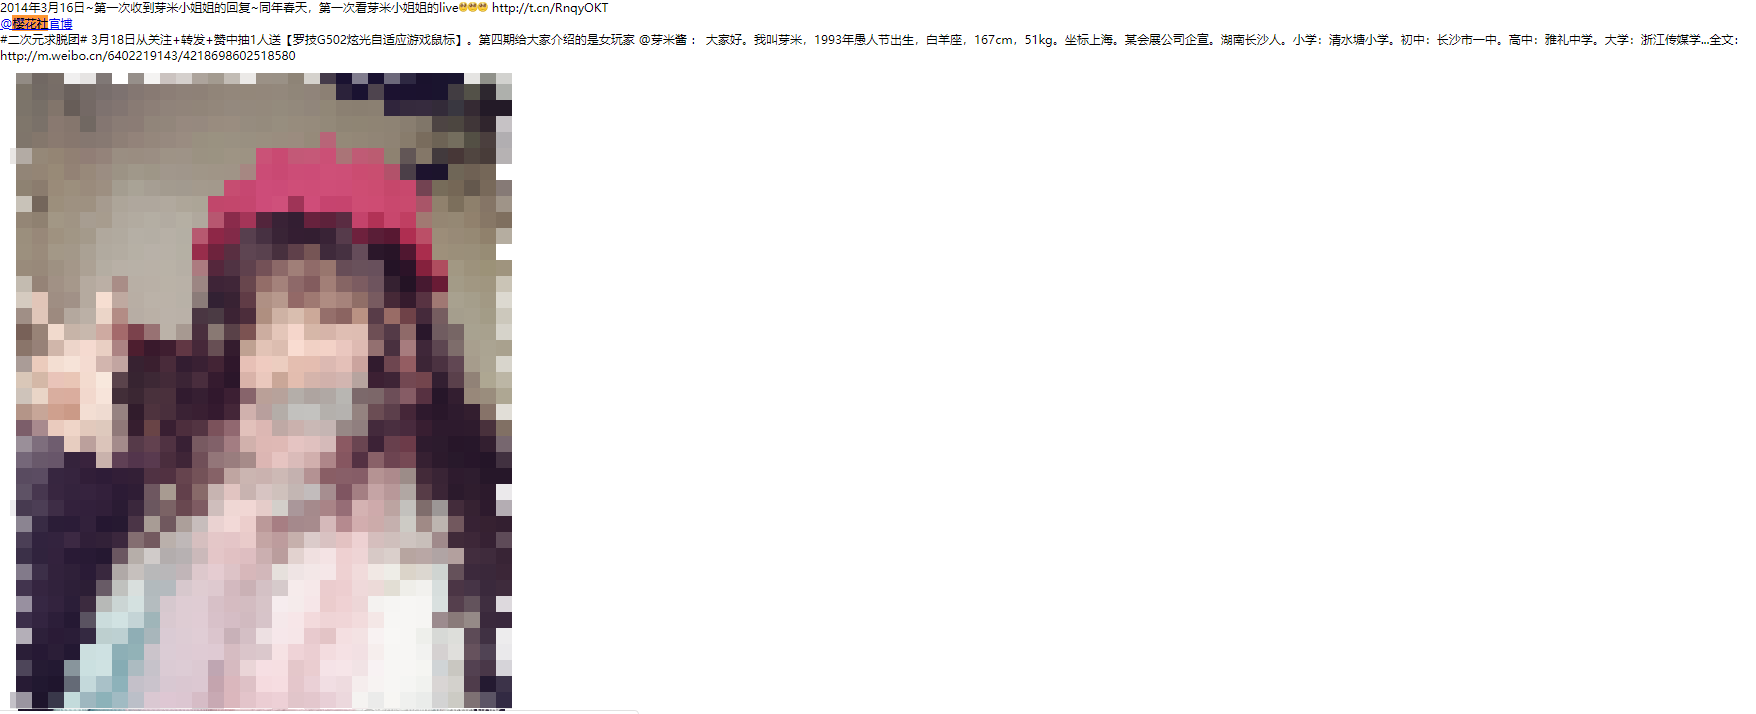 2014年3月16日~第一次收到芽米小姐姐的回复~同年春天，第一次看芽米小姐姐的live😁😁😁 http://t.cn/RnqyOKT
@樱花社官博
#二次元求脱团# 3月18日从关注+转发+赞中抽1人送【罗技G502炫光自适应游戏鼠标】。第四期给大家介绍的是女玩家 @芽米酱 ： 大家好。我叫芽米，1993年愚人节出生，白羊座，167cm，51kg。坐标上海。某会展公司企宣。湖南长沙人。小学：清水塘小学。初中：长沙市一中。高中：雅礼中学。大学：浙江传媒学...全文：
http://m.weibo.cn/6402219143/4218698602518580